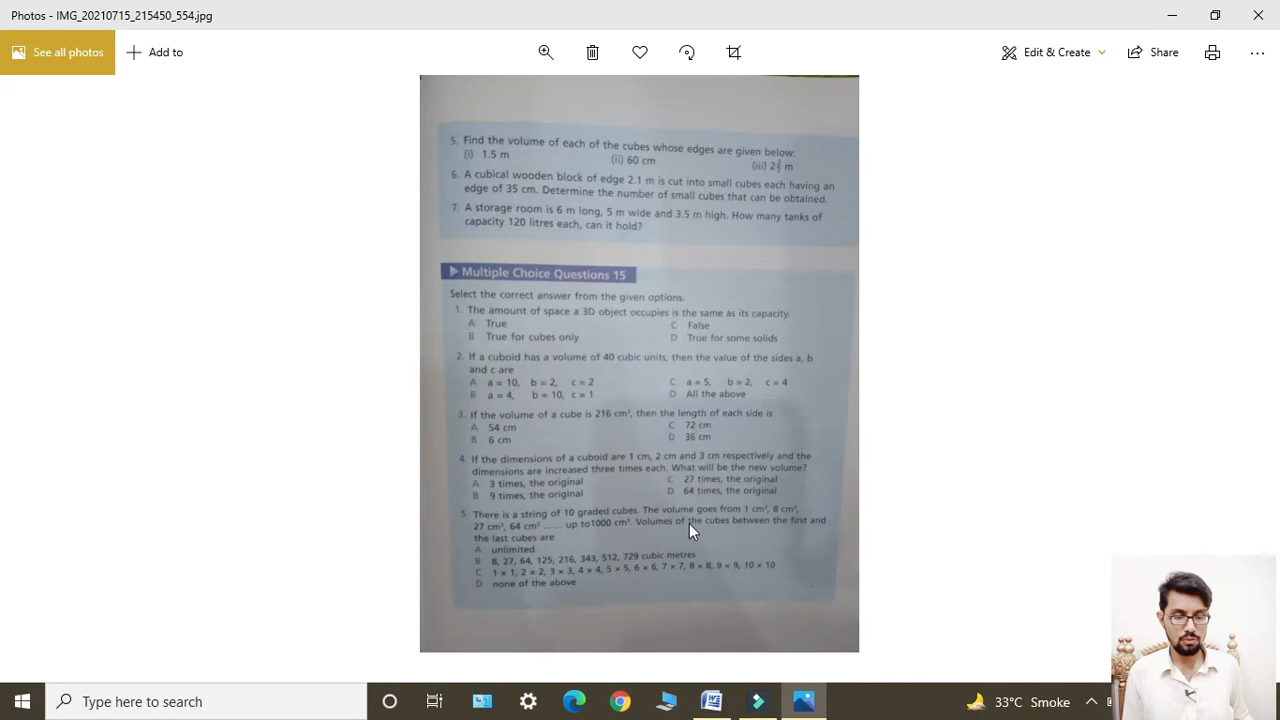 Photos - IMG_20210715_215450_554.jpg
See all photos
Add to
Edit & Create
Share
5. Find the volume of each of the cubes whose edges are given below:
(i) 1.5 m (ii) 60 cm (iii) 2 m
6. A cubical wooden block of edge 2.1 m is cut into small cubes each having an
edge of 35 cm. Determine the number of small cubes that can be obtained.
7. A storage room is 6 m long, 5 m wide and 3.5 m high. How many tanks of
capacity 120 litres each, can it hold?
Multiple Choice Questions 15
Select the correct answer from the given options.
1. The amount of space a 3D object occupies is the same as its capacity.
A True C False
B True for cubes only D True for some solids
2. If a cuboid has a volume of 40 cubic units, then the value of the sides a, b
and c are
A a = 10, b = 2, c = 2 C a = 5, b = 2, c = 4
B a = 4, b = 10, c = 1 D All the above
3. If the volume of a cube is 216 cm³, then the length of each side is
A 54 cm C 72 cm
B 6 cm D 36 cm
4. If the dimensions of a cuboid are 1 cm, 2 cm and 3 cm respectively and the
dimensions are increased three times each. What will be the new volume?
A 3 times, the original C 27 times, the original
B 9 times, the original D 64 times, the original
5. There is a string of 10 graded cubes. The volume goes from 1 cm³, 8 cm³,
27 cm³, 64 cm³ ...... up to1000 cm³. Volumes of the cubes between the first and
the last cubes are
A unlimited
B 8, 27, 64, 125, 216, 343, 512, 729 cubic metres
C 1 × 1, 2 × 2, 3 × 3, 4 × 4, 5 × 5, 6 × 6, 7 × 7, 8 × 8, 9 × 9, 10 × 10
D none of the above
Type here to search
33°C Smoke